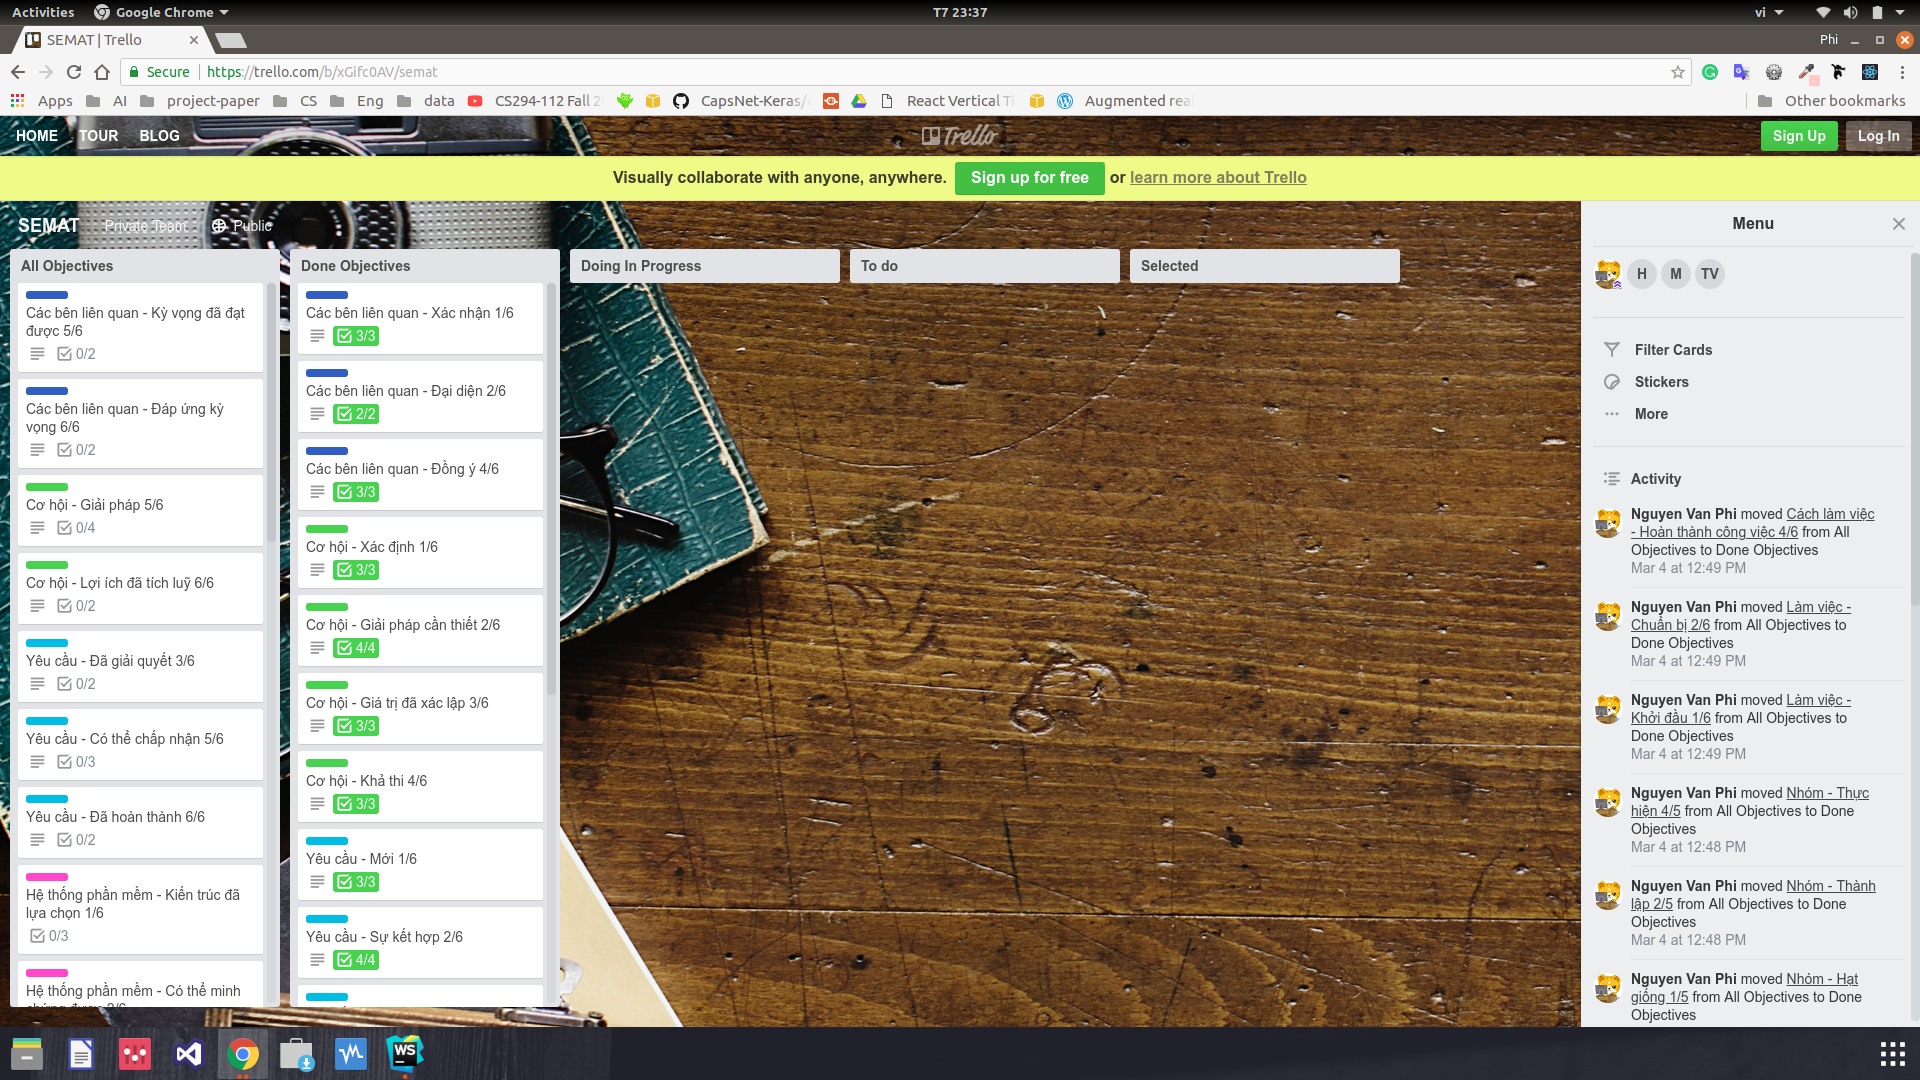 Activities Google Chrome T7 23:37 vi
SEMAT | Trello
Phi
Secure https://trello.com/b/xGifc0AV/semat
Apps AI project-paper CS Eng data CS294-112 Fall CapsNet-Keras/ React Vertical Augmented Other bookmarks
HOME TOUR BLOG Trello Sign Up Log In
Visually collaborate with anyone, anywhere. Sign up for free or learn more about Trello
SEMAT Private Team Public
All Objectives
Các bên liên quan - Kỳ vọng đã đạt
được 5/6
0/2
Các bên liên quan - Đáp ứng kỳ
vọng 6/6
0/2
Cơ hội - Giải pháp 5/6
0/4
Cơ hội - Lợi ích đã tích luỹ 6/6
0/2
Yêu cầu - Đã giải quyết 3/6
0/2
Yêu cầu - Có thể chấp nhận 5/6
0/3
Yêu cầu - Đã hoàn thành 6/6
0/2
Hệ thống phần mềm - Kiến trúc đã
lựa chọn 1/6
0/3
Hệ thống phần mềm - Có thể minh
Done Objectives
Các bên liên quan - Xác nhận 1/6
3/3
Các bên liên quan - Đại diện 2/6
2/2
Các bên liên quan - Đồng ý 4/6
3/3
Cơ hội - Xác định 1/6
3/3
Cơ hội - Giải pháp cần thiết 2/6
4/4
Cơ hội - Giá trị đã xác lập 3/6
3/3
Cơ hội - Khả thi 4/6
3/3
Yêu cầu - Mới 1/6
3/3
Yêu cầu - Sự kết hợp 2/6
4/4
Doing In Progress
To do
Selected
Menu
H M TV
Filter Cards
Stickers
More
Activity
Nguyen Van Phi moved Cách làm việc
- Hoàn thành công việc 4/6 from All
Objectives to Done Objectives
Mar 4 at 12:49 PM
Nguyen Van Phi moved Làm việc -
Chuẩn bị 2/6 from All Objectives to
Done Objectives
Mar 4 at 12:49 PM
Nguyen Van Phi moved Làm việc -
Khởi đầu 1/6 from All Objectives to
Done Objectives
Mar 4 at 12:49 PM
Nguyen Van Phi moved Nhóm - Thực
hiện 4/5 from All Objectives to Done
Objectives
Mar 4 at 12:48 PM
Nguyen Van Phi moved Nhóm - Thành
lập 2/5 from All Objectives to Done
Objectives
Mar 4 at 12:48 PM
Nguyen Van Phi moved Nhóm - Hạt
giống 1/5 from All Objectives to Done
Objectives
WS